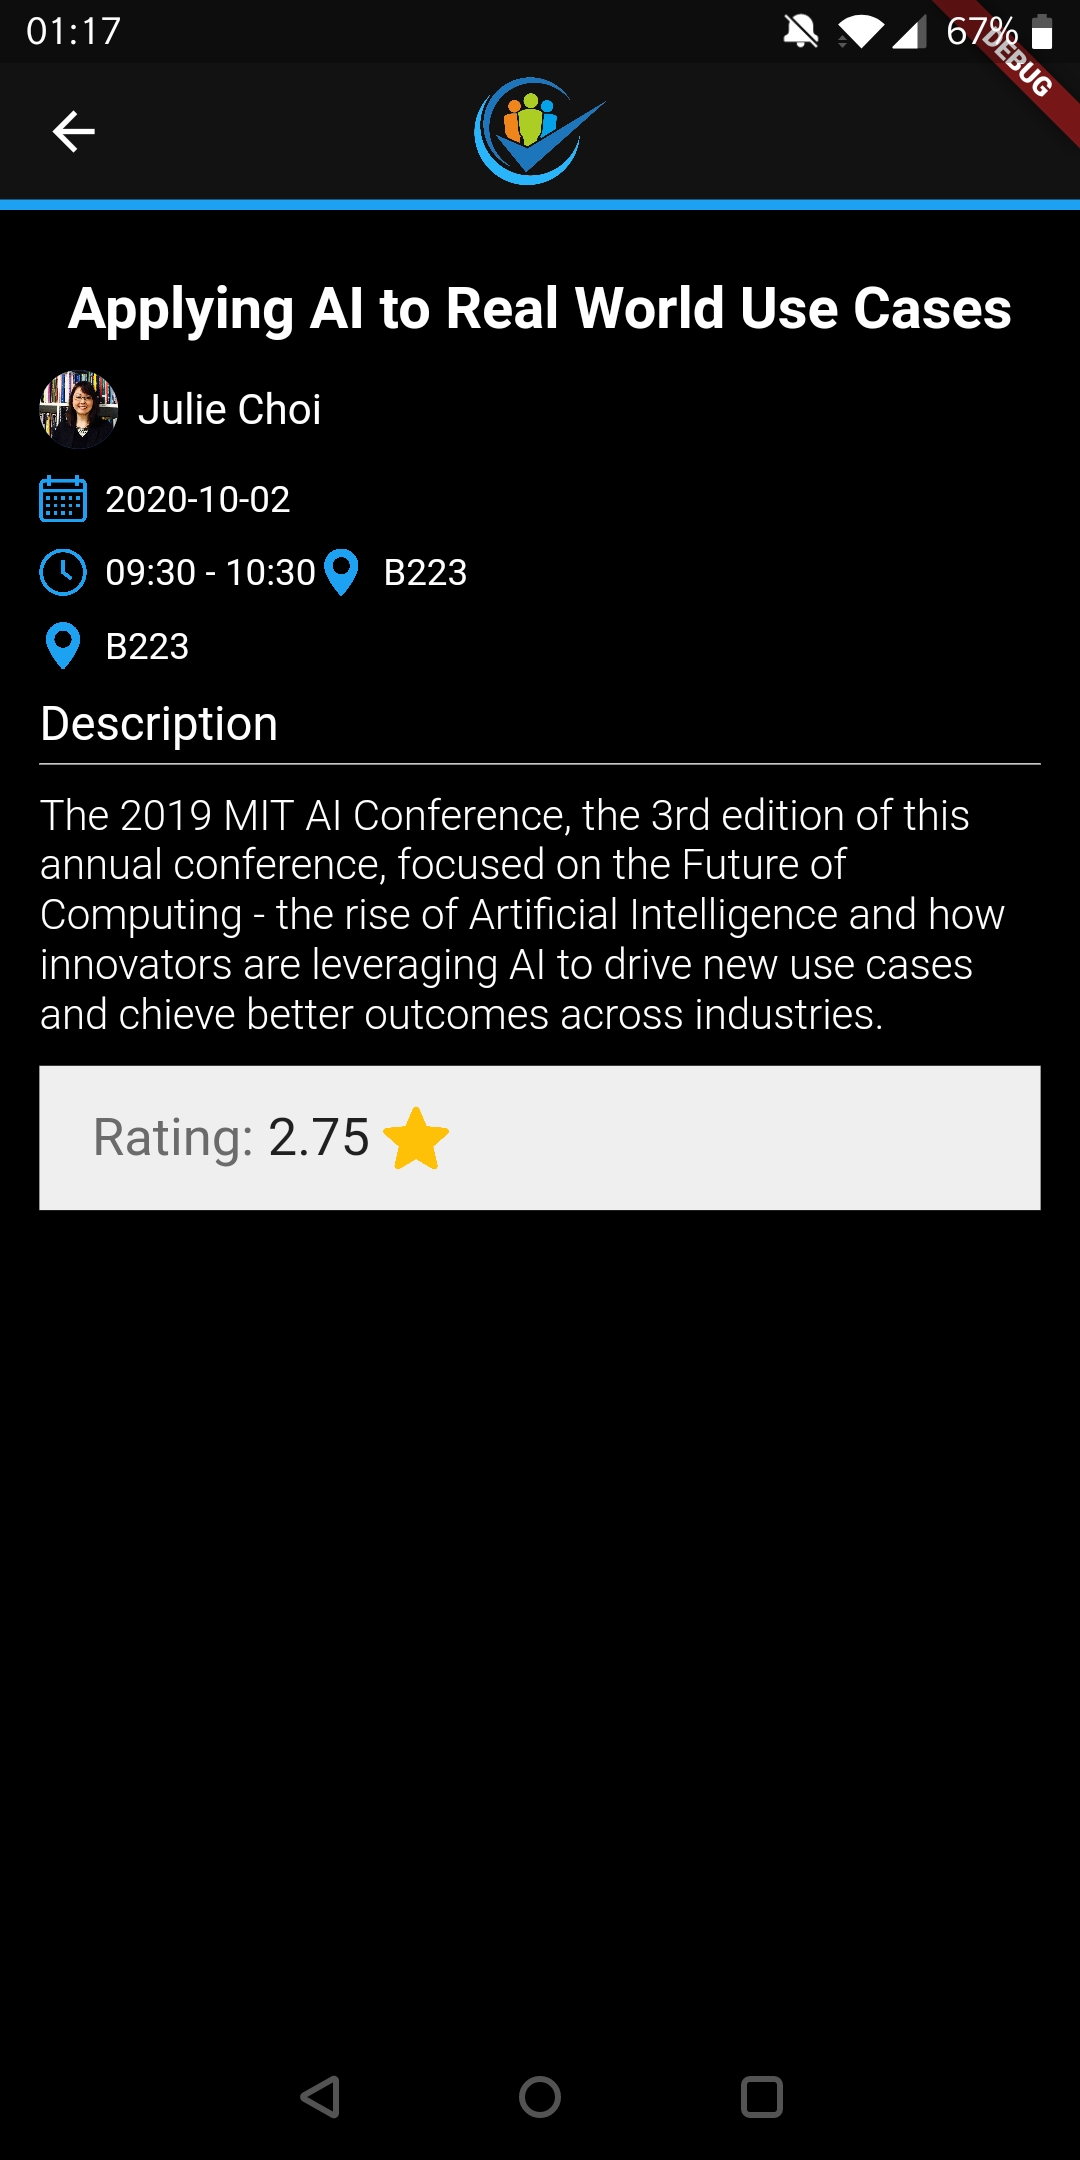 01:17
67%
DEBUG
Applying AI to Real World Use Cases
Julie Choi
2020-10-02
09:30 - 10:30 B223
B223
Description
The 2019 MIT AI Conference, the 3rd edition of this
annual conference, focused on the Future of
Computing - the rise of Artificial Intelligence and how
innovators are leveraging AI to drive new use cases
and chieve better outcomes across industries.
Rating: 2.75